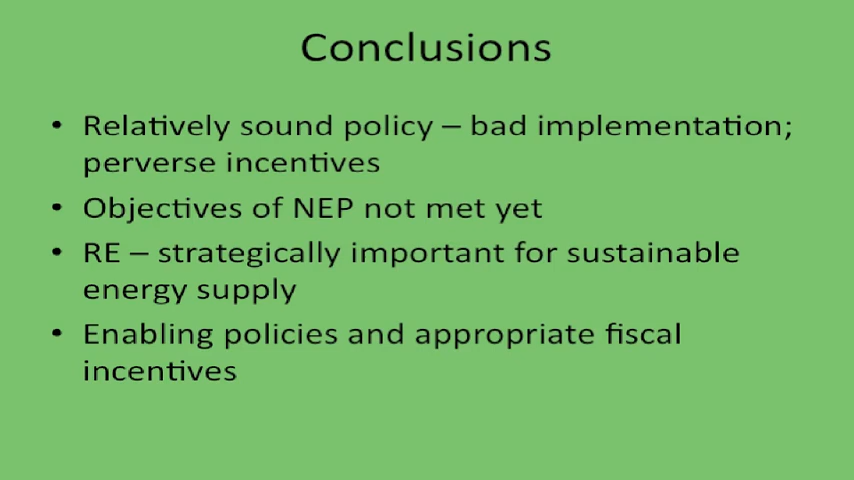 Conclusions
• Relatively sound policy – bad implementation;
perverse incentives
• Objectives of NEP not met yet
• RE – strategically important for sustainable
energy supply
• Enabling policies and appropriate fiscal
incentives